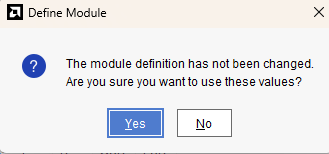 Define Module
The module definition has not been changed.
Are you sure you want to use these values?
Yes
No